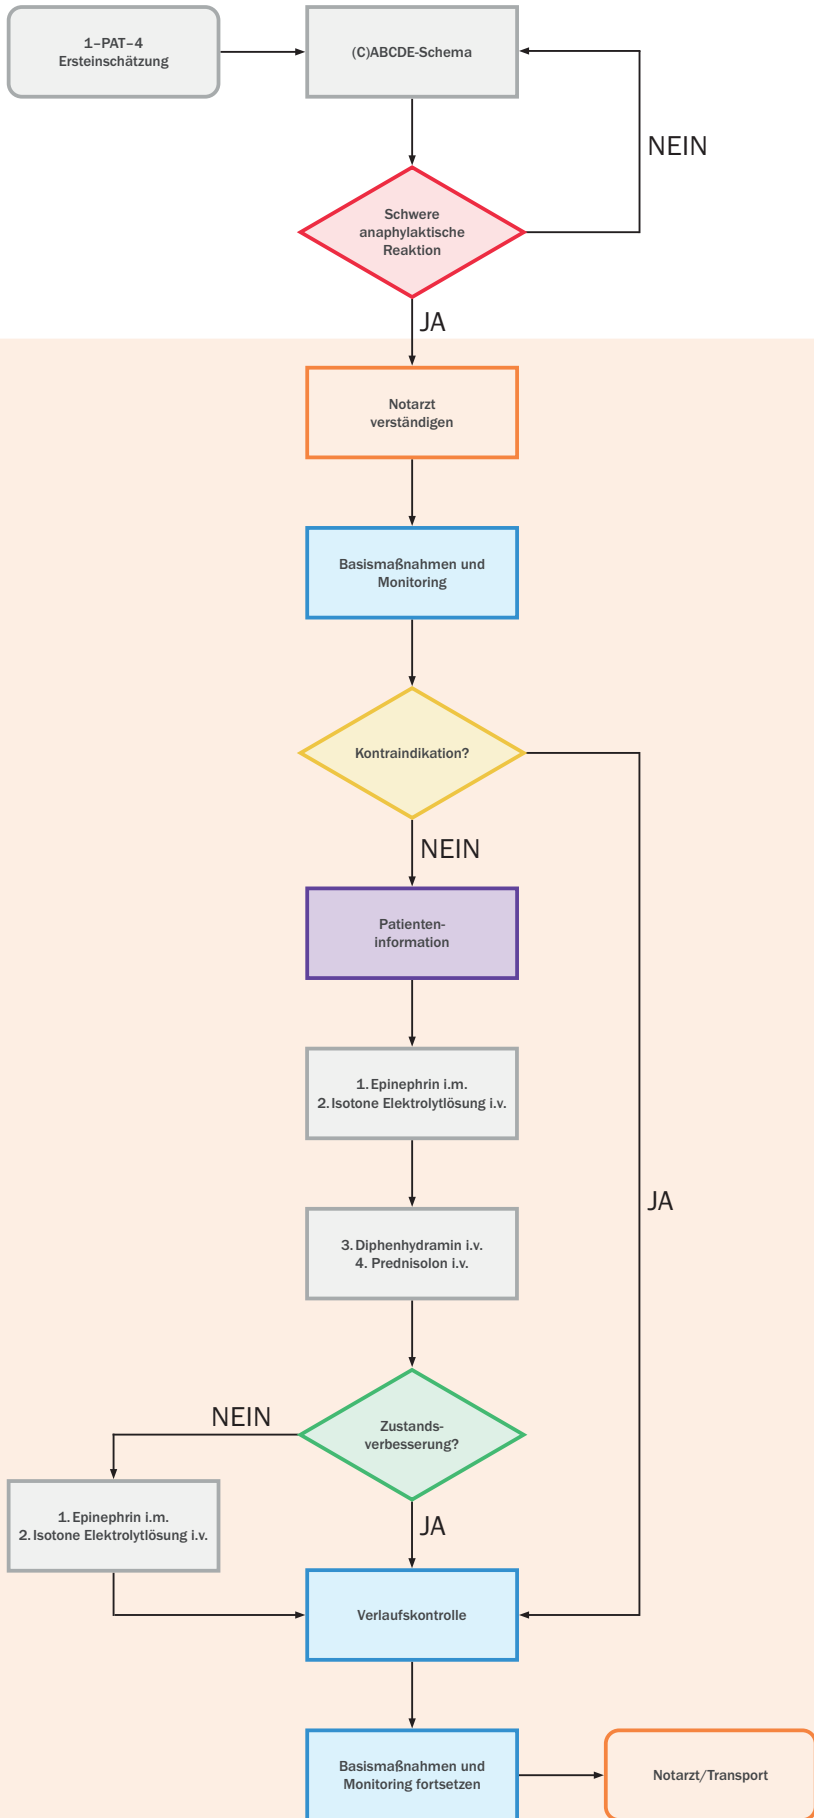 1–PAT–4
Ersteinschätzung
(C)ABCDE-Schema
NEIN
Schwere
anaphylaktische
Reaktion
JA
Notarzt
verständigen
Basismaßnahmen und
Monitoring
Kontraindikation?
NEIN
Patienten-
information
1. Epinephrin i.m.
2. Isotone Elektrolytlösung i.v.
JA
3. Diphenhydramin i.v.
4. Prednisolon i.v.
NEIN
Zustands-
verbesserung?
1. Epinephrin i.m.
2. Isotone Elektrolytlösung i.v.
JA
Verlaufskontrolle
Basismaßnahmen und
Monitoring fortsetzen
Notarzt/Transport